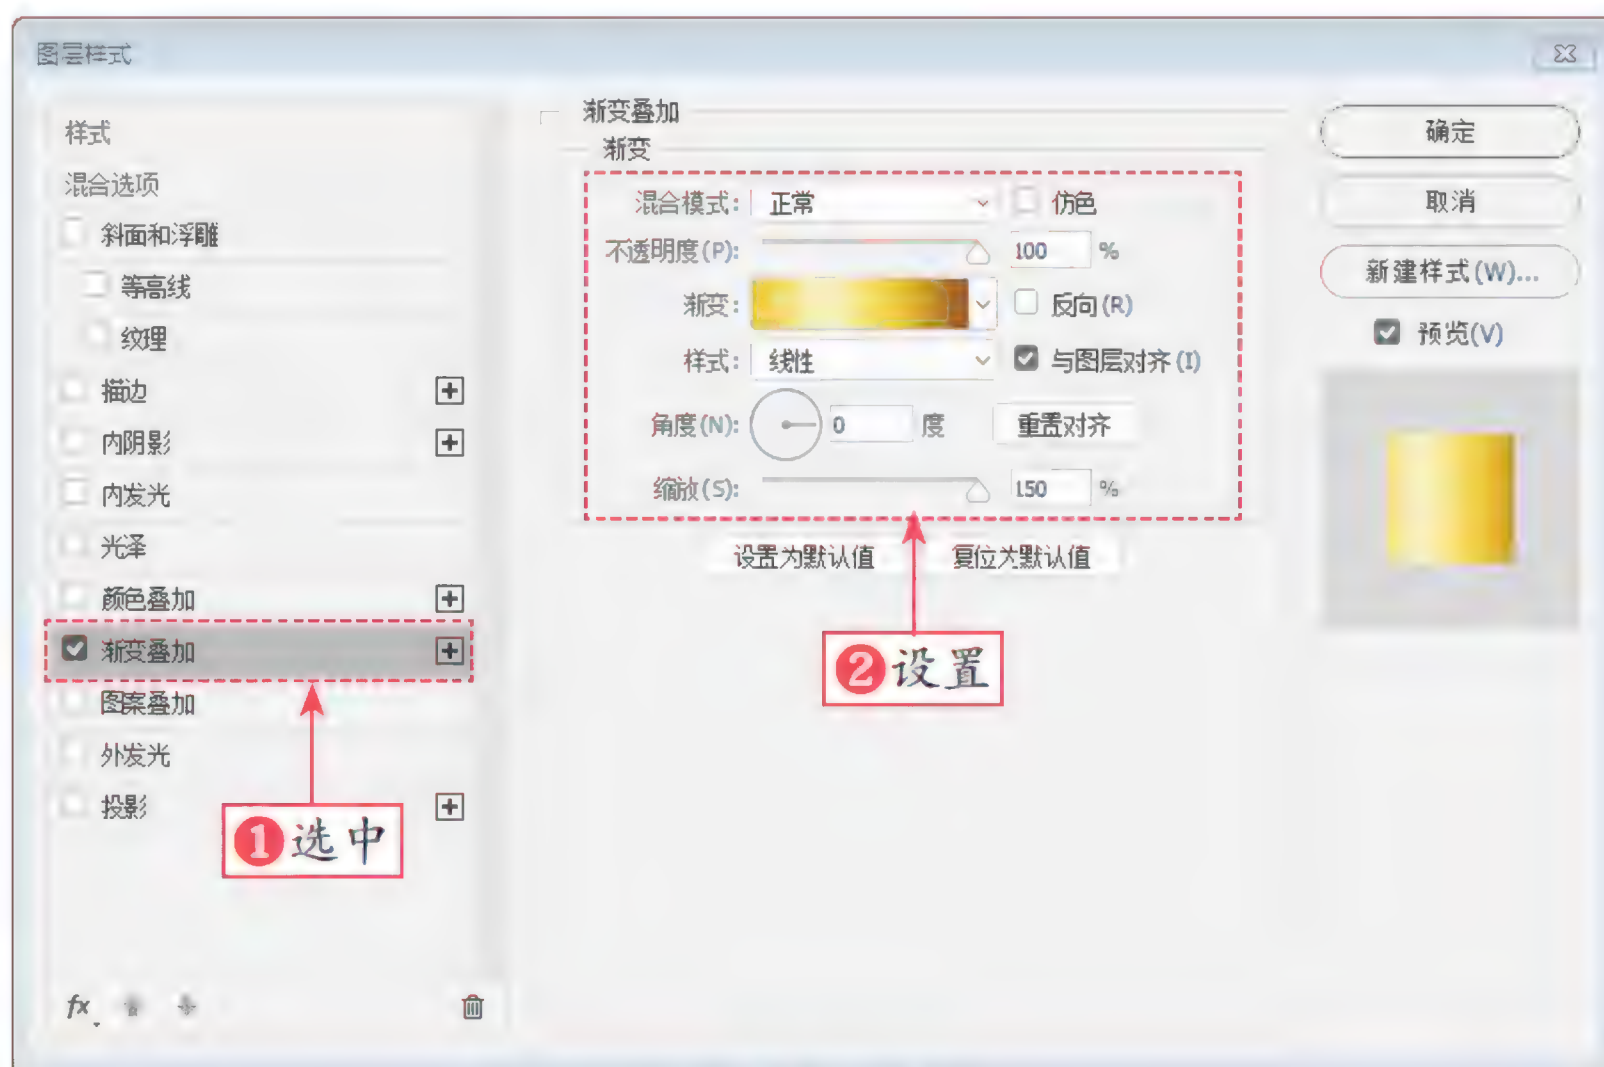 图层样式
样式
混合选项
斜面和浮雕
等高线
纹理
描边
内阴影
内发光
光泽
颜色叠加
渐变叠加
图案叠加
外发光
投影
❶选中
fx
渐变叠加
渐变
混合模式: 正常 仿色
不透明度(P): 100 %
渐变: 反向(R)
样式: 线性 与图层对齐(I)
角度(N): 0 度 重置对齐
缩放(S): 150 %
设置为默认值 复位为默认值
❷设置
确定
取消
新建样式(W)...
预览(V)